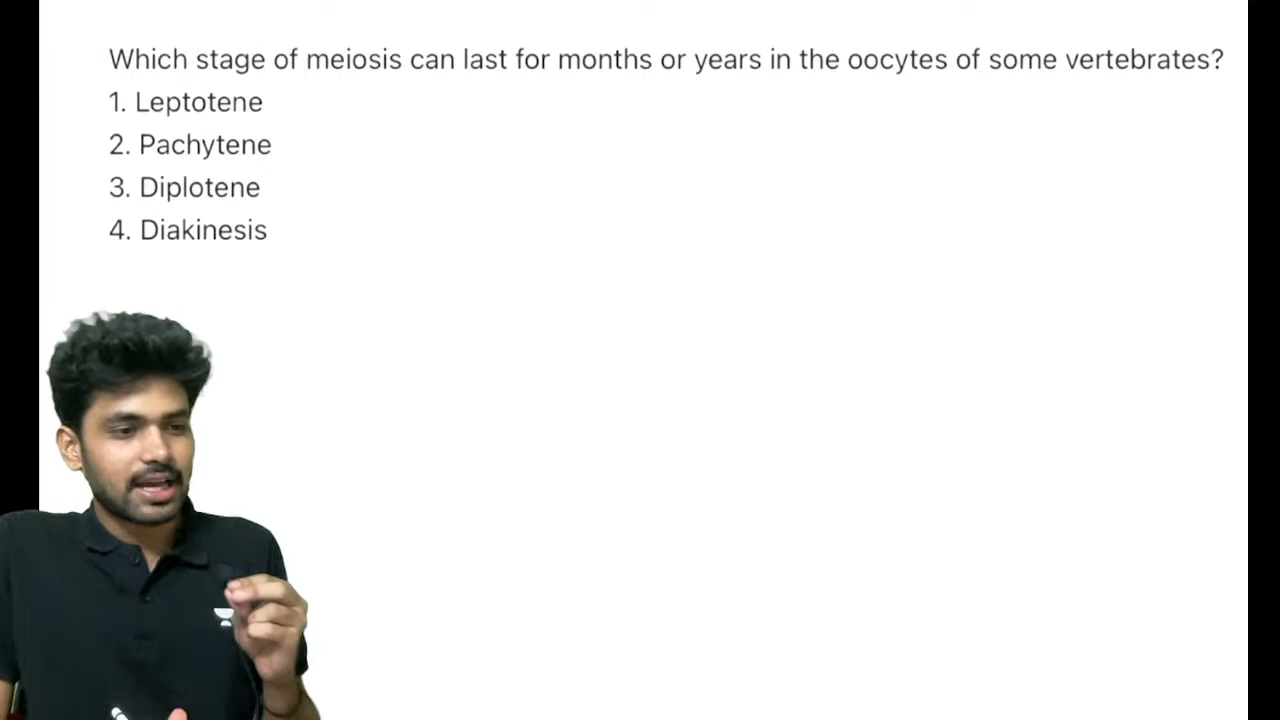 Which stage of meiosis can last for months or years in the oocytes of some vertebrates?
1. Leptotene
2. Pachytene
3. Diplotene
4. Diakinesis